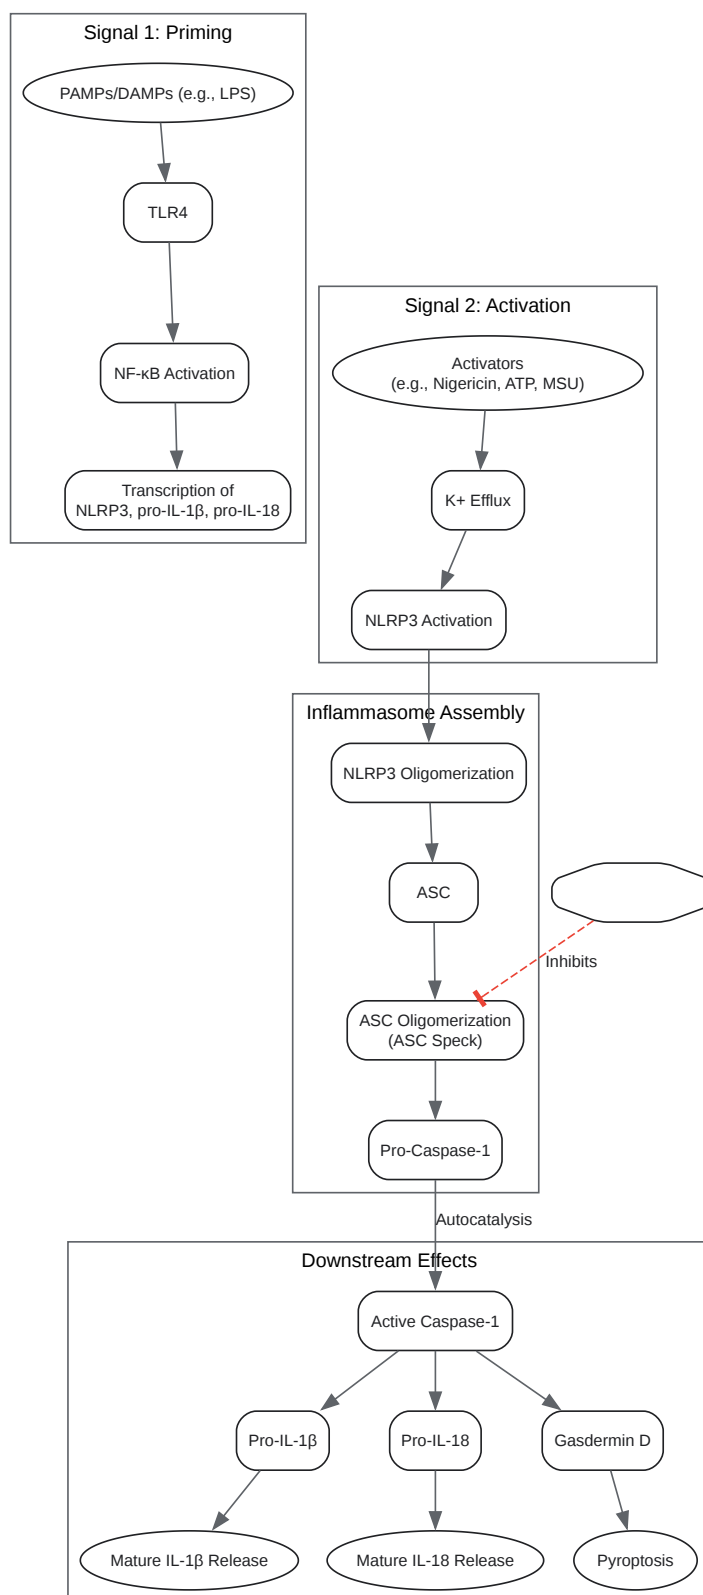 Signal 1: Priming
PAMPs/DAMPs (e.g., LPS)
TLR4
NF-κB Activation
Transcription of
NLRP3, pro-IL-1β, pro-IL-18
Signal 2: Activation
Activators
(e.g., Nigericin, ATP, MSU)
K+ Efflux
NLRP3 Activation
Inflammasome Assembly
NLRP3 Oligomerization
ASC
Inhibits
ASC Oligomerization
(ASC Speck)
Pro-Caspase-1
Autocatalysis
Downstream Effects
Active Caspase-1
Pro-IL-1β
Pro-IL-18
Gasdermin D
Mature IL-1β Release
Mature IL-18 Release
Pyroptosis